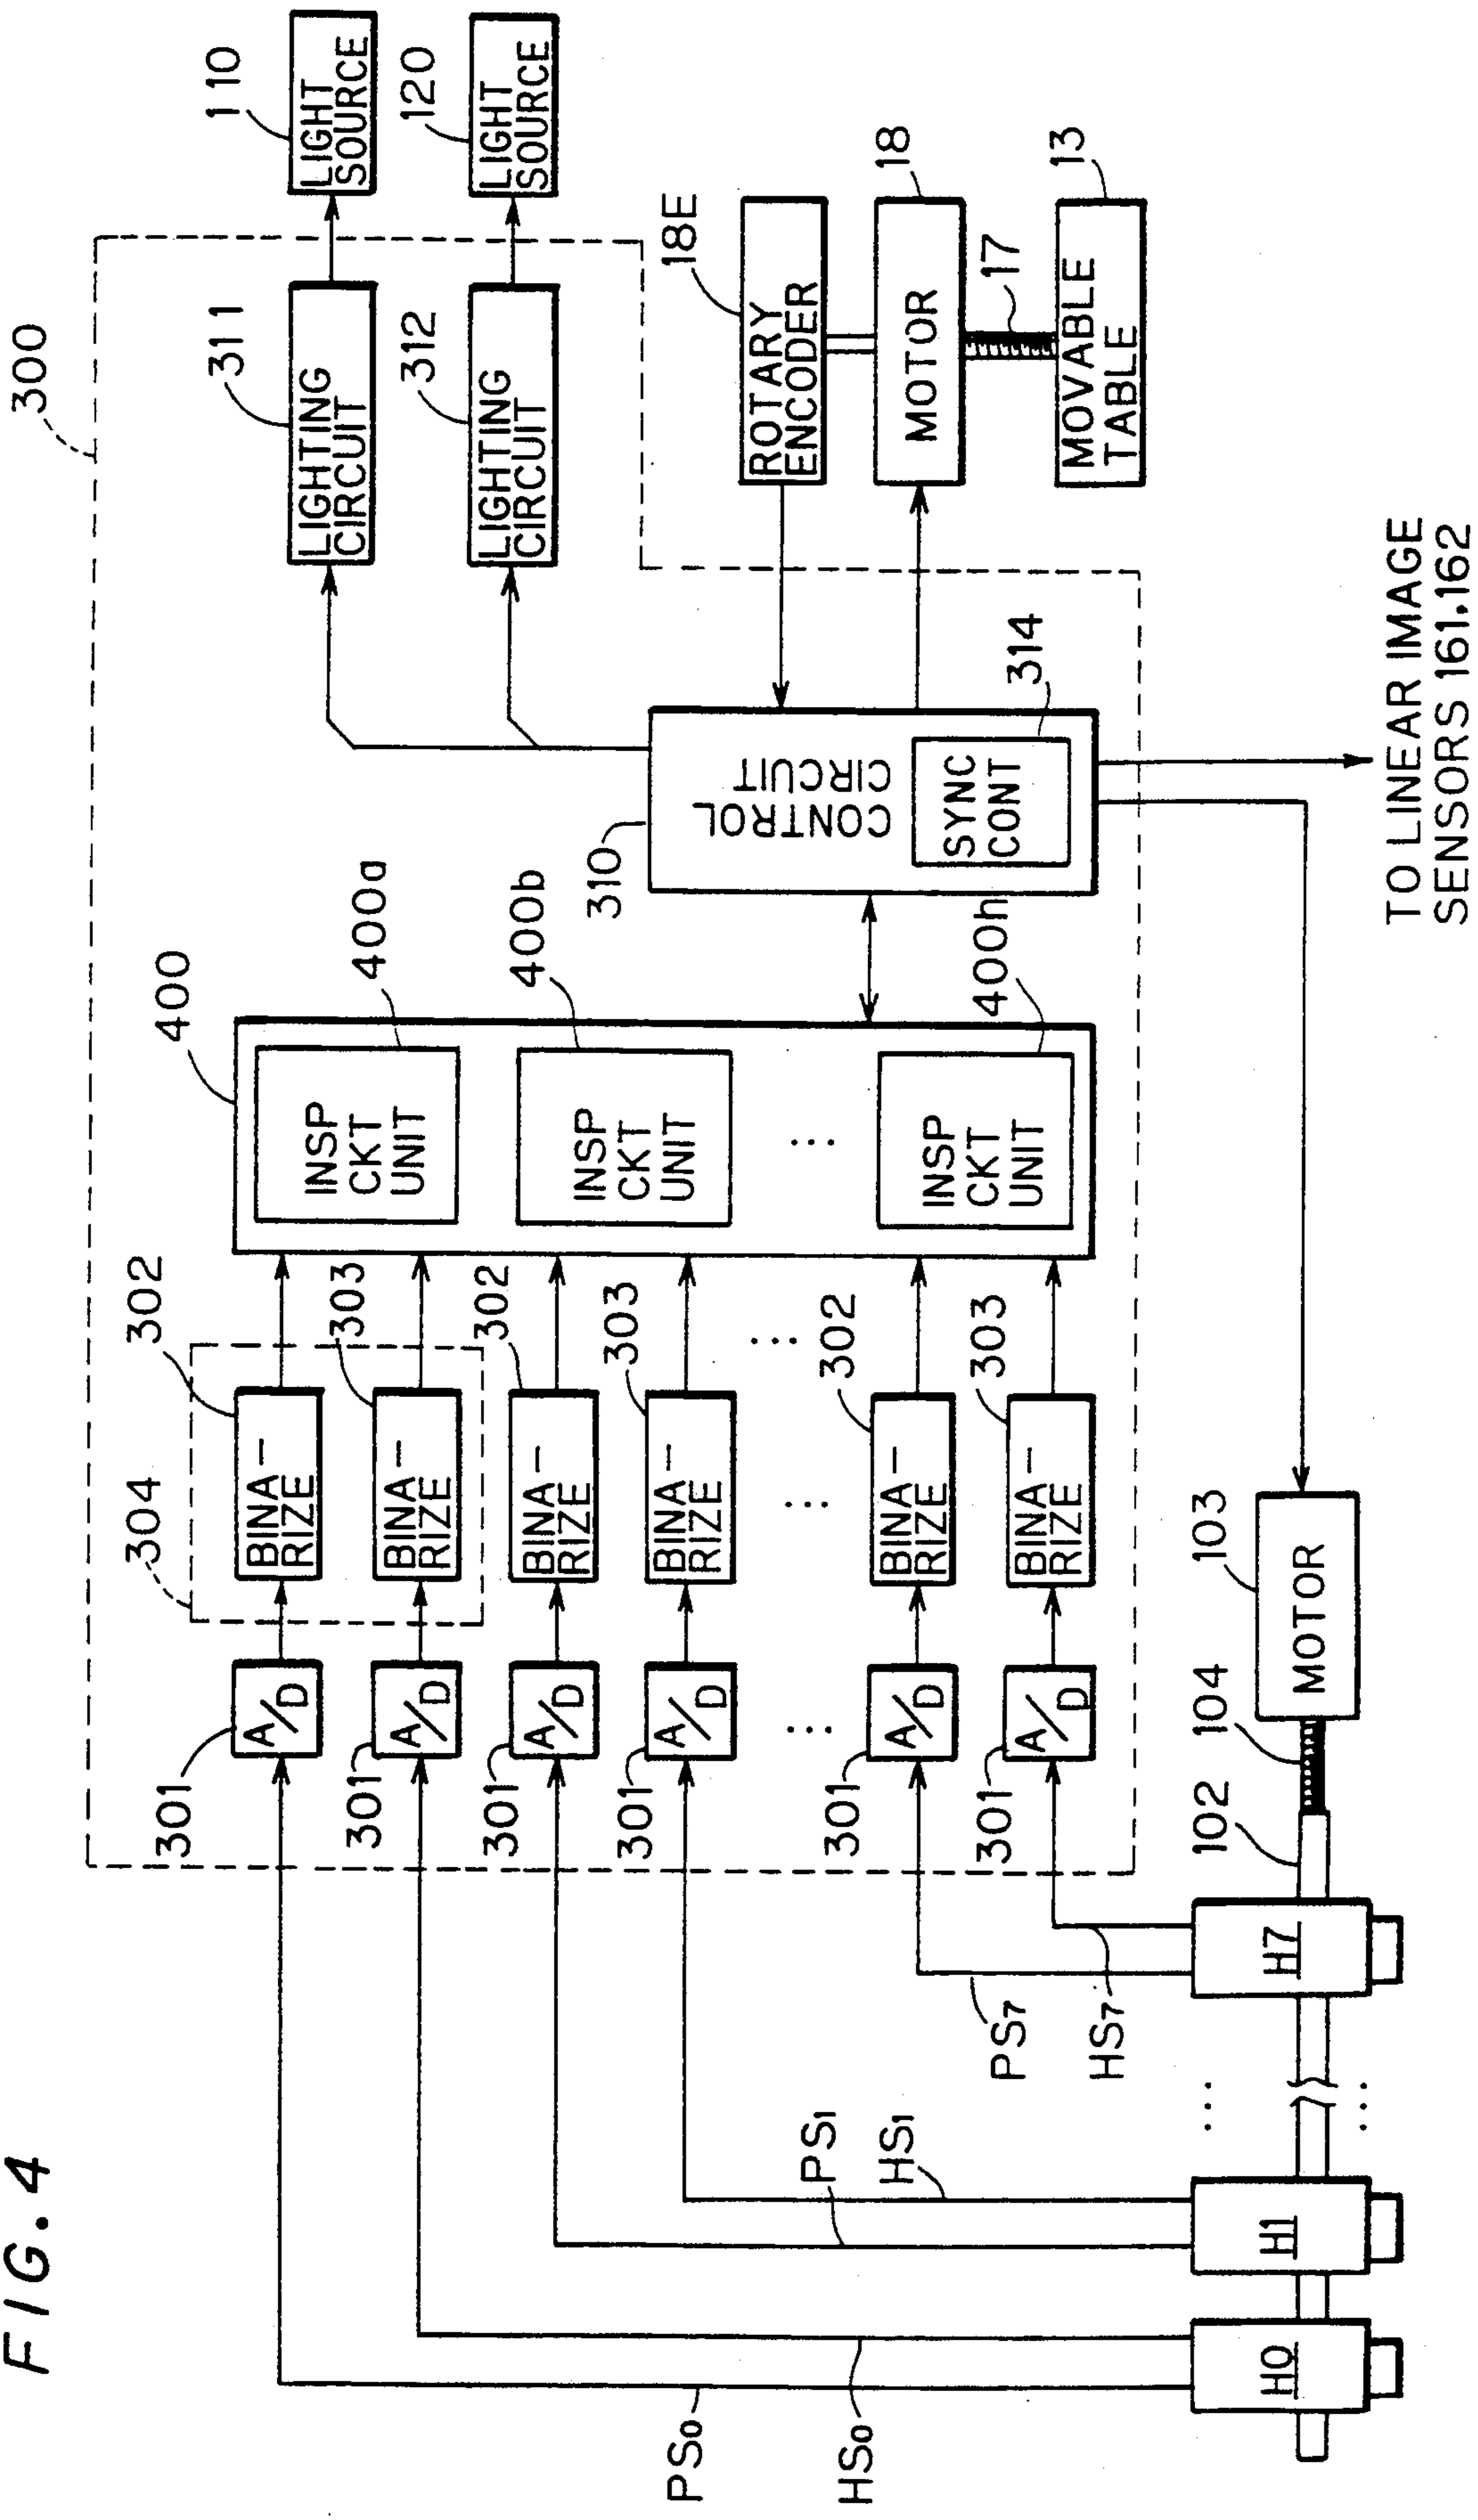 FIG. 4
300
110
LIGHT
SOURCE
120
LIGHT
SOURCE
311
LIGHTING
CIRCUIT
312
LIGHTING
CIRCUIT
18E
ROTARY
ENCODER
18
MOTOR
17
13
MOVABLE
TABLE
310
CONTROL
CIRCUIT
314
SYNC
CONT
TO LINEAR IMAGE
SENSORS 161.162
400
400a
INSP
CKT
UNIT
400b
INSP
CKT
UNIT
...
400h
INSP
CKT
UNIT
304
302
BINA-
RIZE
303
BINA-
RIZE
302
BINA-
RIZE
303
BINA-
RIZE
...
...
302
BINA-
RIZE
303
BINA-
RIZE
301
A/D
301
A/D
301
A/D
301
A/D
...
301
A/D
301
A/D
PS0
HS0
PS1
HS1
PS7
HS7
H0
H1
...
...
H7
102
104
103
MOTOR